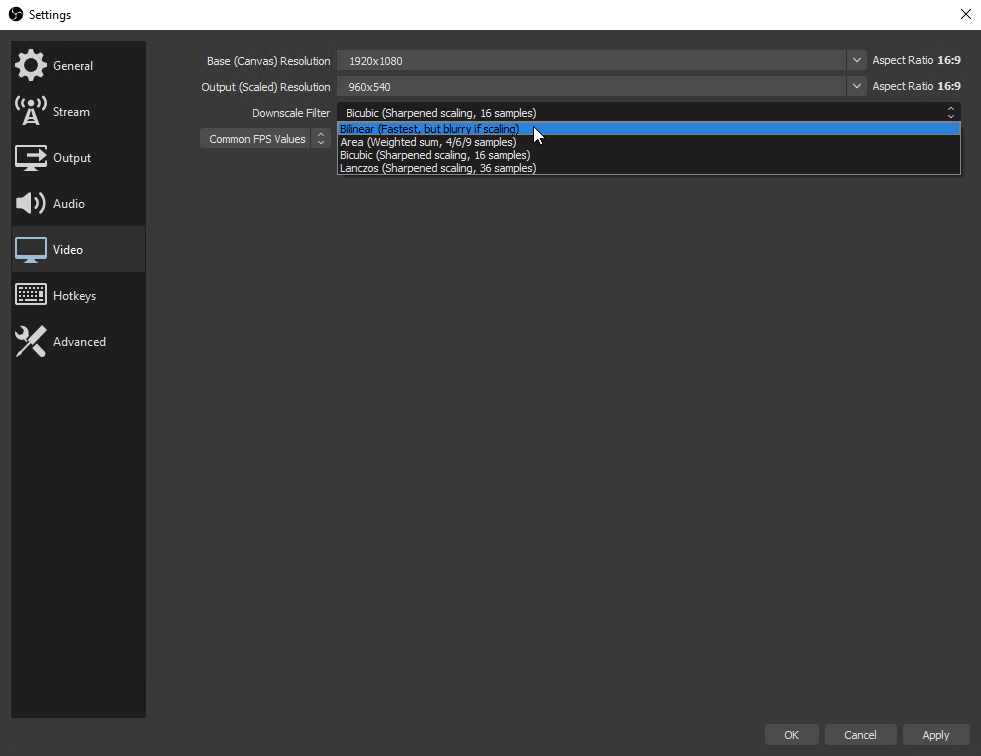 Settings
General
Stream
Output
Audio
Video
Hotkeys
Advanced
Base (Canvas) Resolution 1920x1080 Aspect Ratio 16:9
Output (Scaled) Resolution 960x540 Aspect Ratio 16:9
Downscale Filter Bicubic (Sharpened scaling, 16 samples)
Common FPS Values
Bilinear (Fastest, but blurry if scaling)
Area (Weighted sum, 4/6/9 samples)
Bicubic (Sharpened scaling, 16 samples)
Lanczos (Sharpened scaling, 36 samples)
OK Cancel Apply